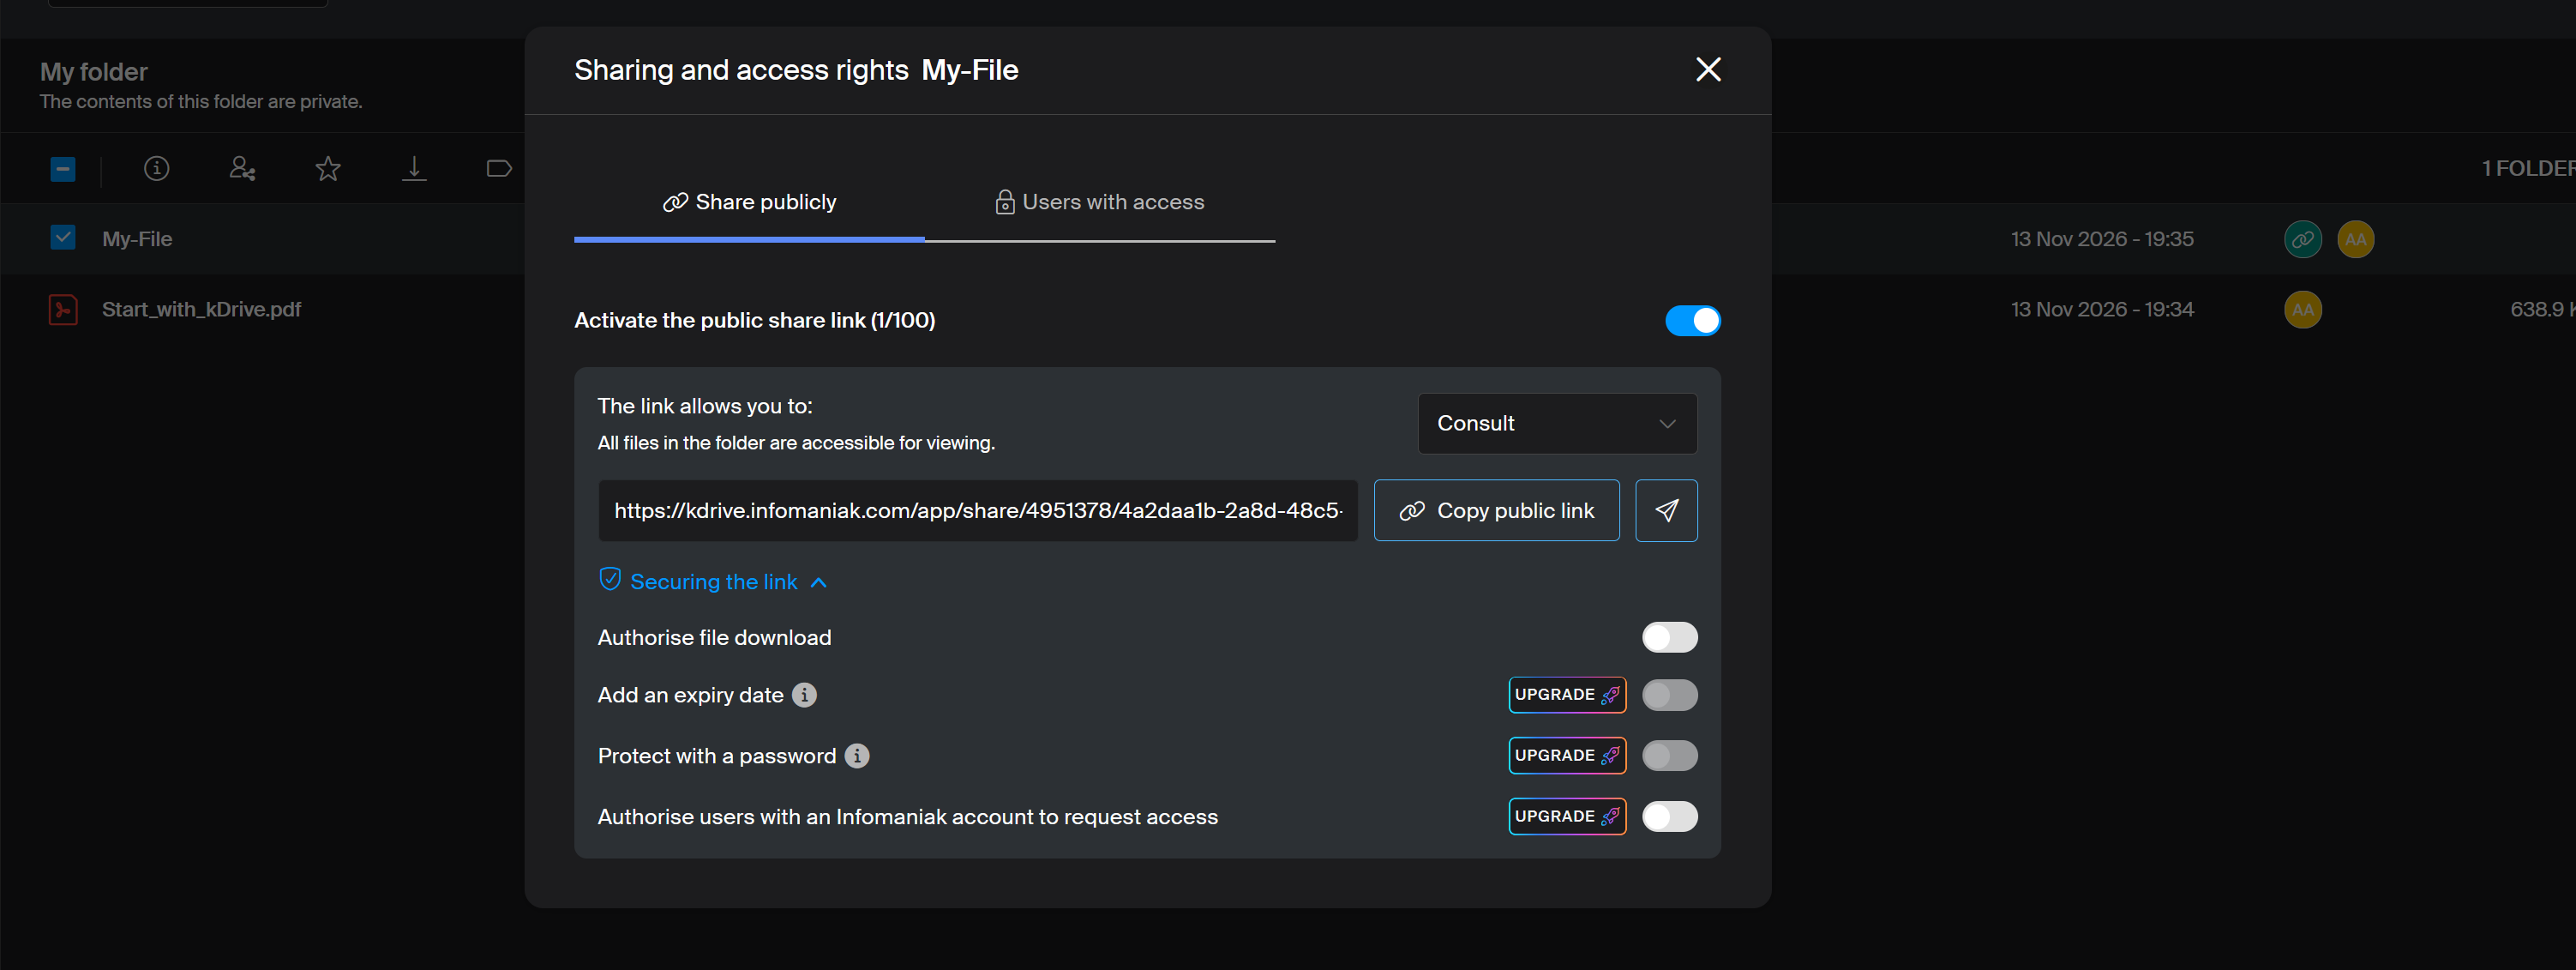 My folder
The contents of this folder are private.
1 FOLDER
My-File
13 Nov 2026 - 19:35
AA
Start_with_kDrive.pdf
13 Nov 2026 - 19:34
AA
638.9 K
Sharing and access rights My-File
Share publicly
Users with access
Activate the public share link (1/100)
The link allows you to:
All files in the folder are accessible for viewing.
Consult
https://kdrive.infomaniak.com/app/share/4951378/4a2daa1b-2a8d-48c5-
Copy public link
Securing the link
Authorise file download
Add an expiry date
UPGRADE
Protect with a password
UPGRADE
Authorise users with an Infomaniak account to request access
UPGRADE